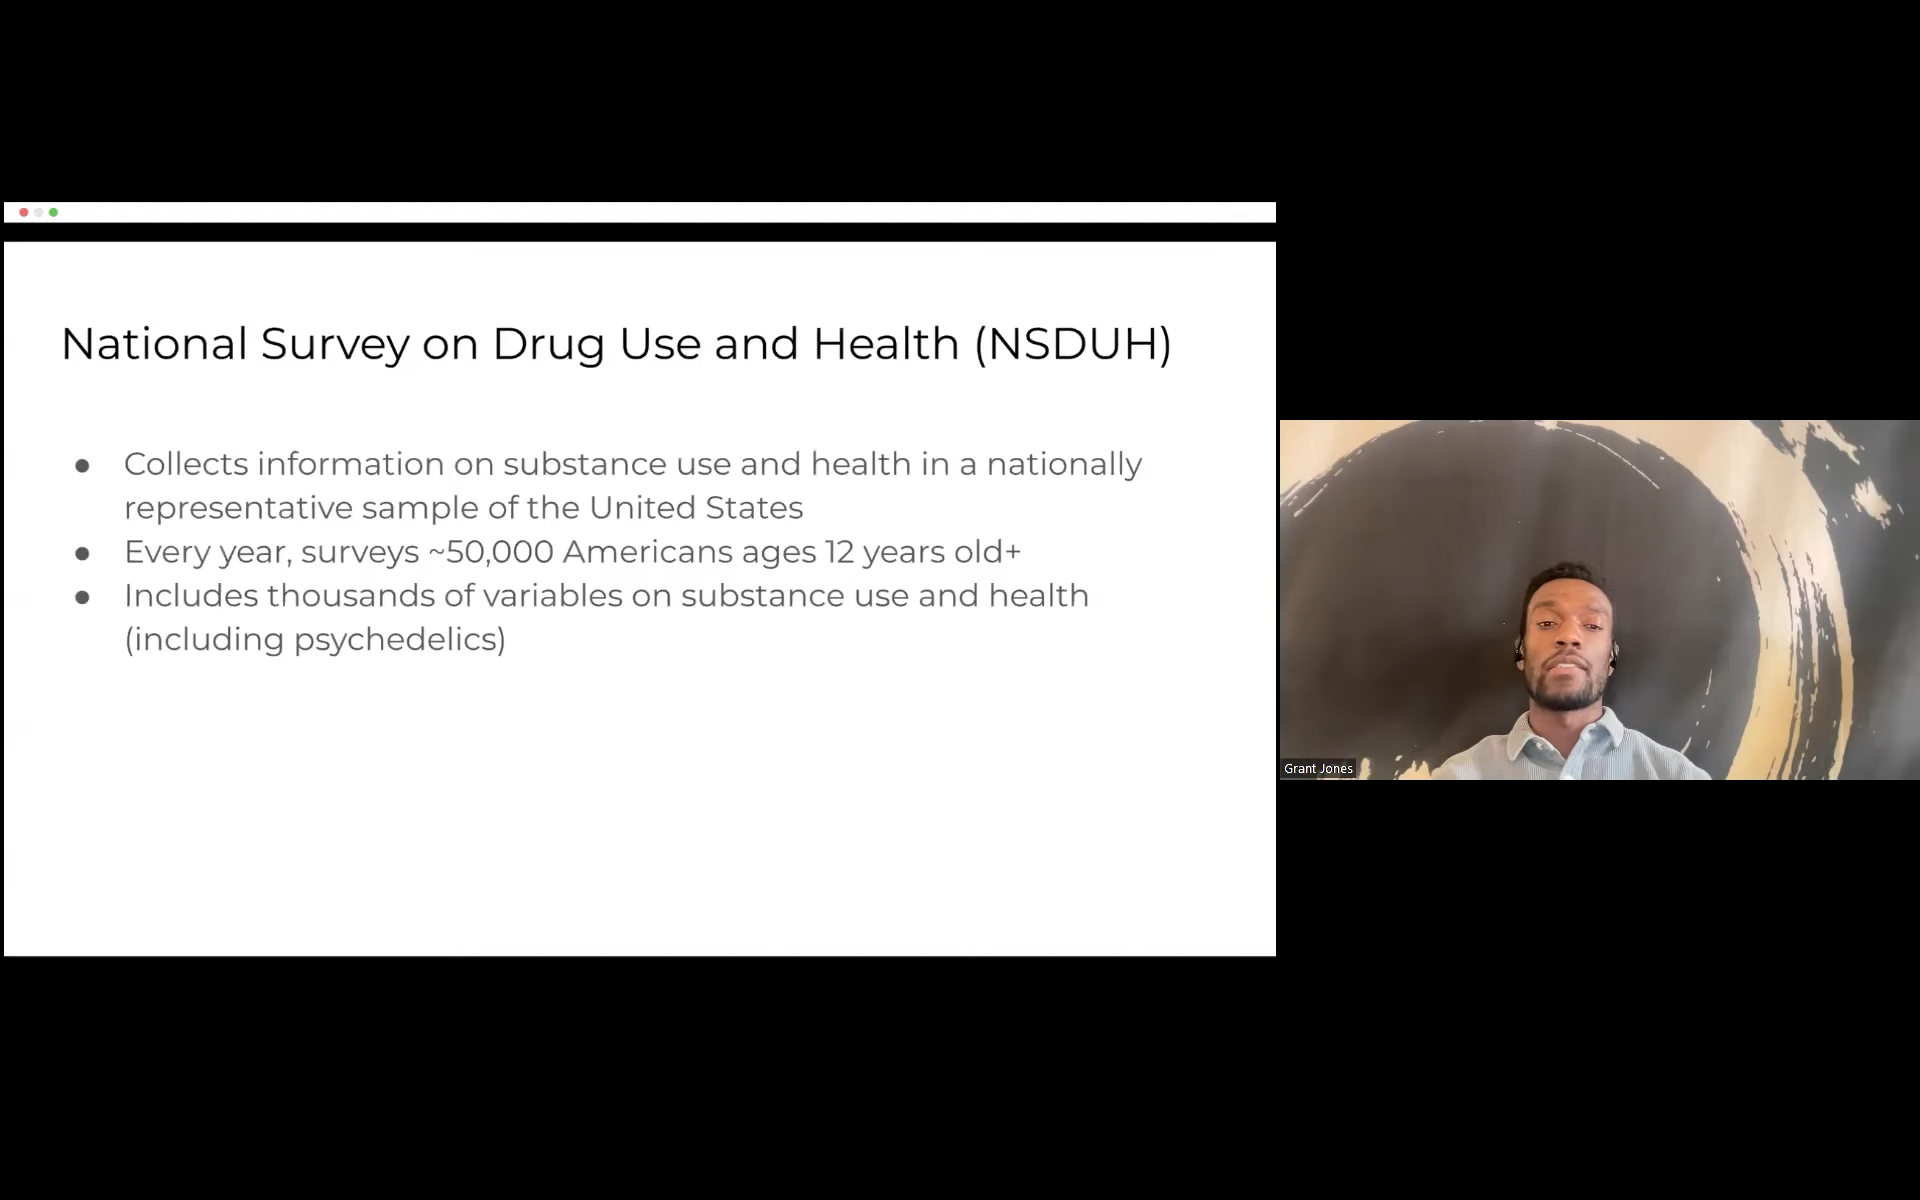 National Survey on Drug Use and Health (NSDUH)
● Collects information on substance use and health in a nationally
representative sample of the United States
● Every year, surveys ~50,000 Americans ages 12 years old+
● Includes thousands of variables on substance use and health
(including psychedelics)
Grant Jones